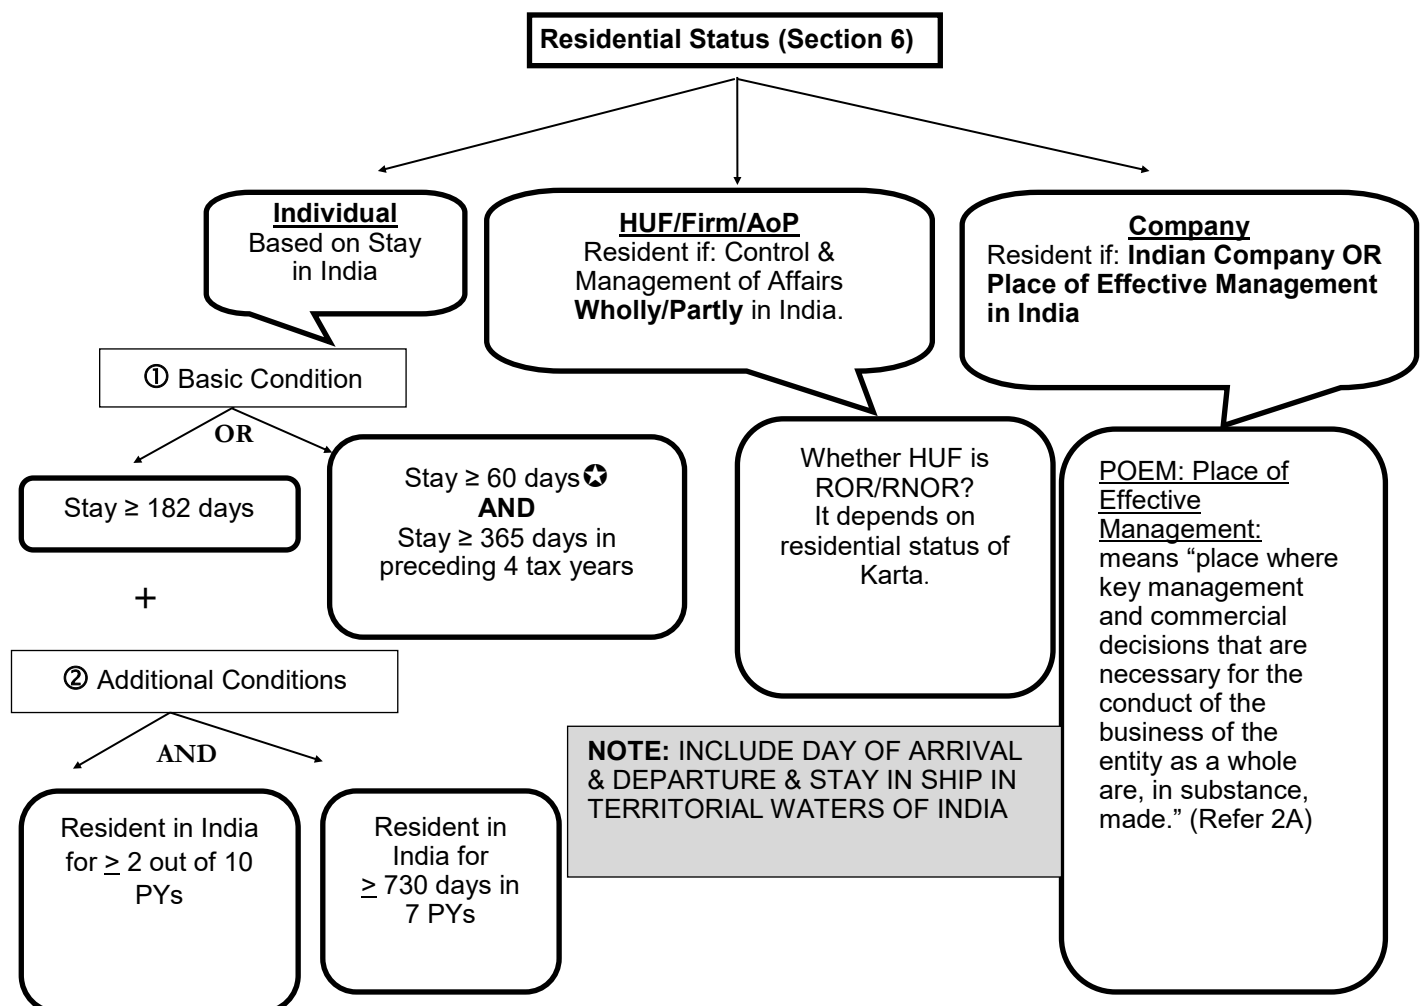 Residential Status (Section 6)
Individual
Based on Stay
in India
HUF/Firm/AoP
Resident if: Control &
Management of Affairs
Wholly/Partly in India.
Company
Resident if: Indian Company OR
Place of Effective Management
in India
① Basic Condition
OR
Stay ≥ 182 days
Stay ≥ 60 days✪
AND
Stay ≥ 365 days in
preceding 4 tax years
+
② Additional Conditions
AND
Resident in India
for ≥ 2 out of 10
PYs
Resident in
India for
≥ 730 days in
7 PYs
Whether HUF is
ROR/RNOR?
It depends on
residential status of
Karta.
NOTE: INCLUDE DAY OF ARRIVAL
& DEPARTURE & STAY IN SHIP IN
TERRITORIAL WATERS OF INDIA
POEM: Place of
Effective
Management:
means “place where
key management
and commercial
decisions that are
necessary for the
conduct of the
business of the
entity as a whole
are, in substance,
made.” (Refer 2A)